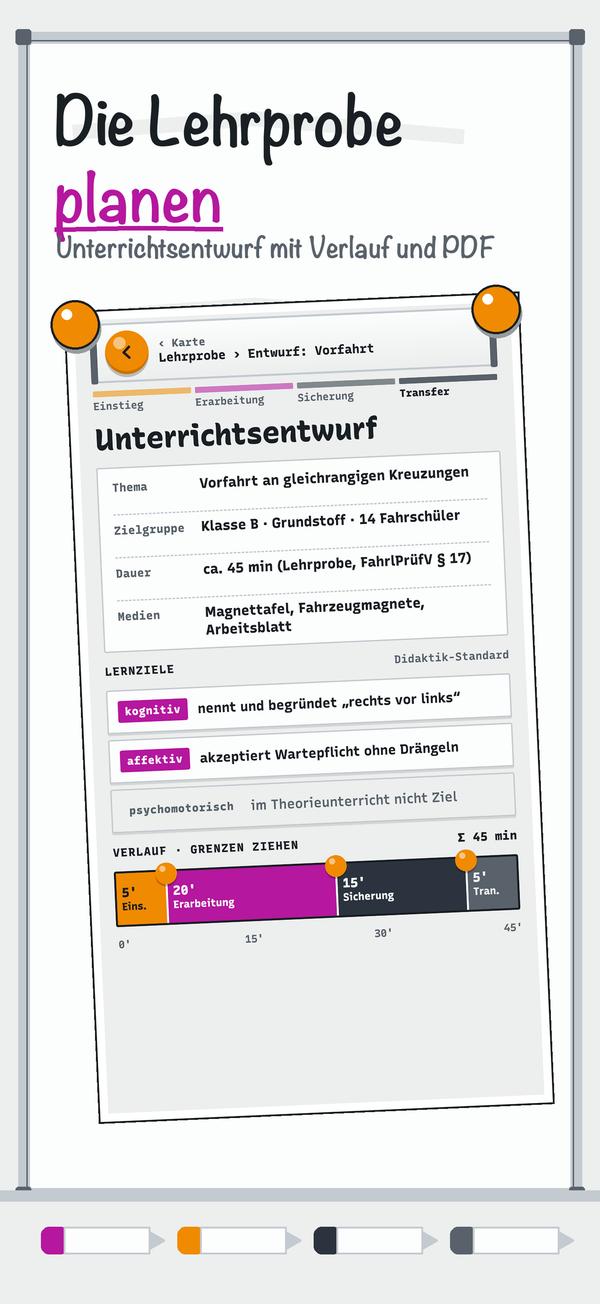 Die Lehrprobe
planen
Unterrichtsentwurf mit Verlauf und PDF
‹ Karte
Lehrprobe › Entwurf: Vorfahrt
Einstieg
Erarbeitung
Sicherung
Transfer
Unterrichtsentwurf
Thema Vorfahrt an gleichrangigen Kreuzungen
Zielgruppe Klasse B · Grundstoff · 14 Fahrschüler
Dauer ca. 45 min (Lehrprobe, FahrlPrüfV § 17)
Medien Magnettafel, Fahrzeugmagnete,
Arbeitsblatt
LERNZIELE Didaktik-Standard
kognitiv nennt und begründet „rechts vor links“
affektiv akzeptiert Wartepflicht ohne Drängeln
psychomotorisch im Theorieunterricht nicht Ziel
VERLAUF · GRENZEN ZIEHEN Σ 45 min
5' 20' 15' 5'
Eins. Erarbeitung Sicherung Tran.
0' 15' 30' 45'